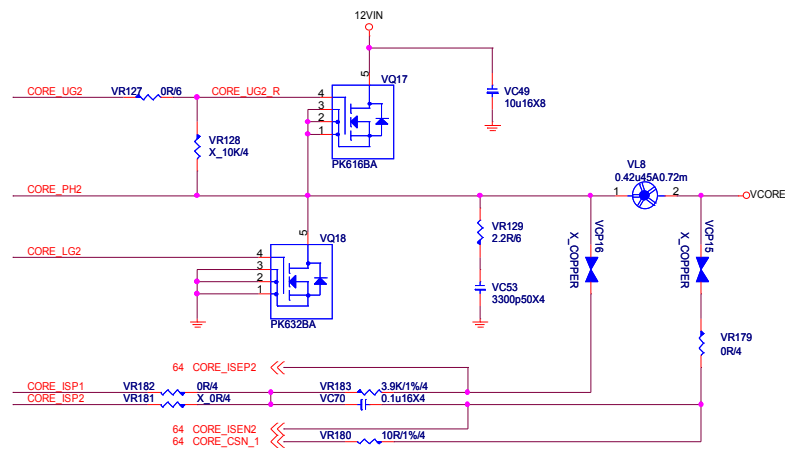 12VIN
5
VQ17
CORE_UG2
VR127
0R/6
CORE_UG2_R
4
3
2
1
VC49
10u16X8
VR128
X_10K/4
PK616BA
VL8
0.42u45A0.72m
CORE_PH2
1
2
VCORE
5
VQ18
VR129
2.2R/6
VCP16
X_COPPER
VCP15
X_COPPER
CORE_LG2
4
3
2
1
VC53
3300p50X4
PK632BA
VR179
0R/4
64 CORE_ISEP2
CORE_ISP1
VR182
0R/4
VR183
3.9K/1%/4
CORE_ISP2
VR181
X_0R/4
VC70
0.1u16X4
64 CORE_ISEN2
64 CORE_CSN_1
VR180
10R/1%/4